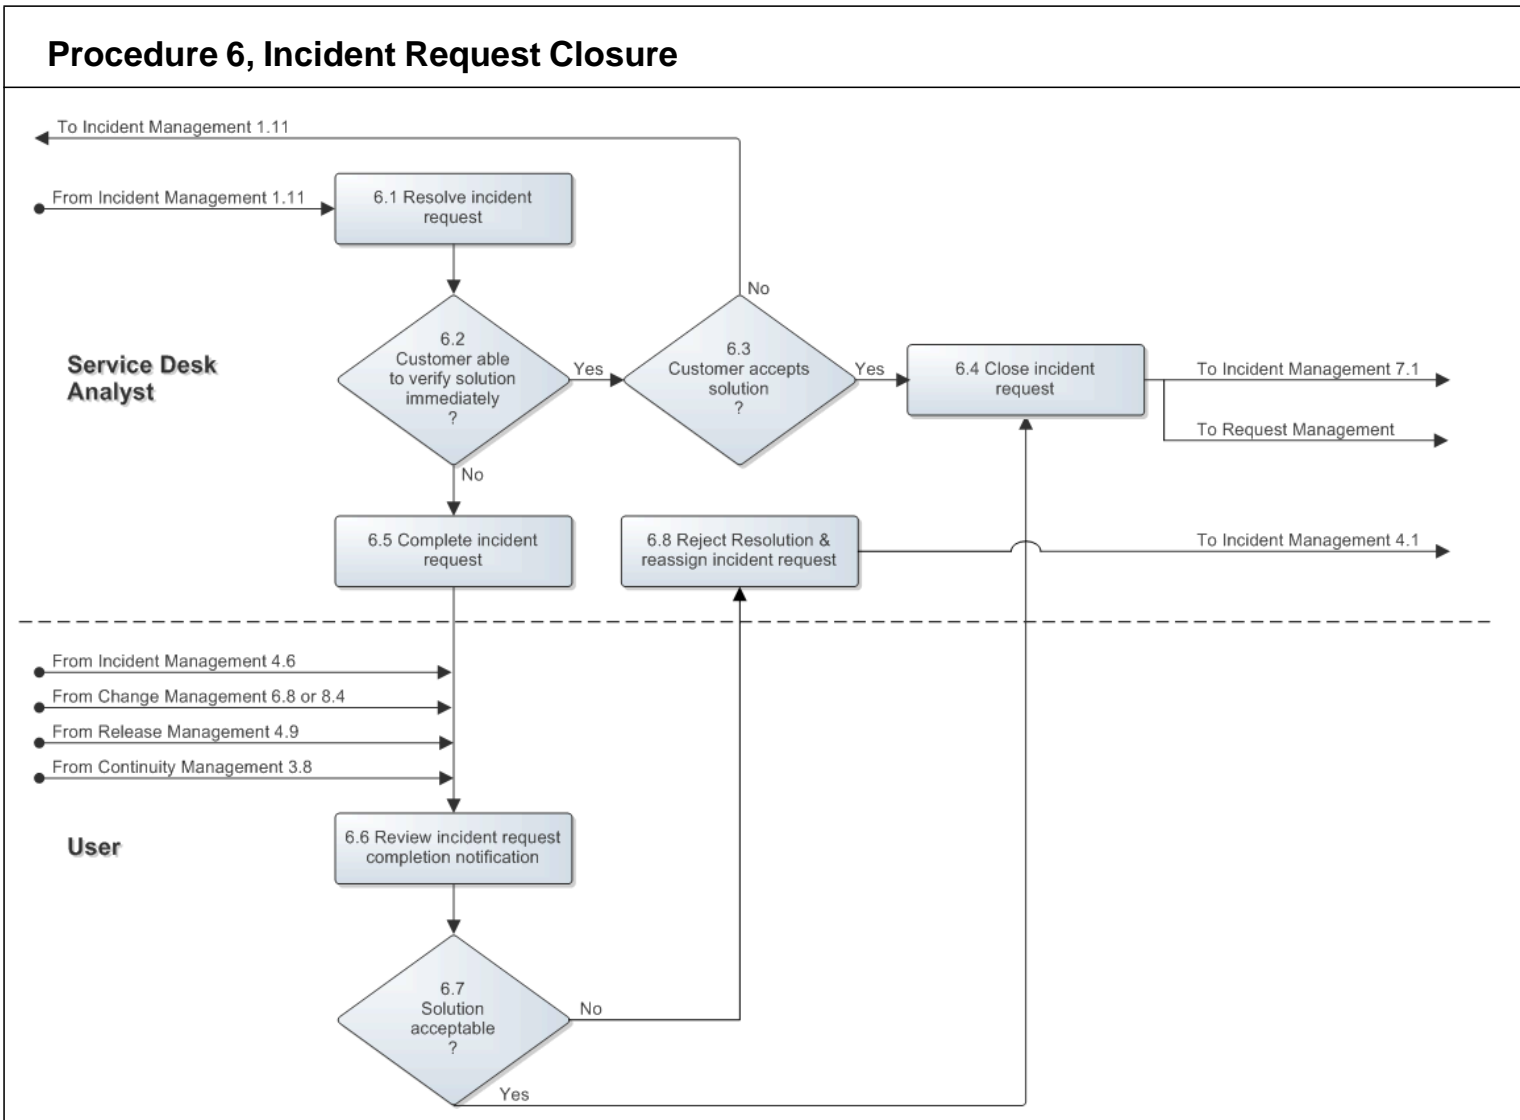 Procedure 6, Incident Request Closure
To Incident Management 1.11
From Incident Management 1.11
6.1 Resolve incident
request
No
6.2
Customer able
to verify solution
immediately
?
Yes
6.3
Customer accepts
solution
?
Yes
6.4 Close incident
request
To Incident Management 7.1
To Request Management
Service Desk
Analyst
No
6.5 Complete incident
request
6.8 Reject Resolution &
reassign incident request
To Incident Management 4.1
From Incident Management 4.6
From Change Management 6.8 or 8.4
From Release Management 4.9
From Continuity Management 3.8
User
6.6 Review incident request
completion notification
6.7
Solution
acceptable
?
No
Yes